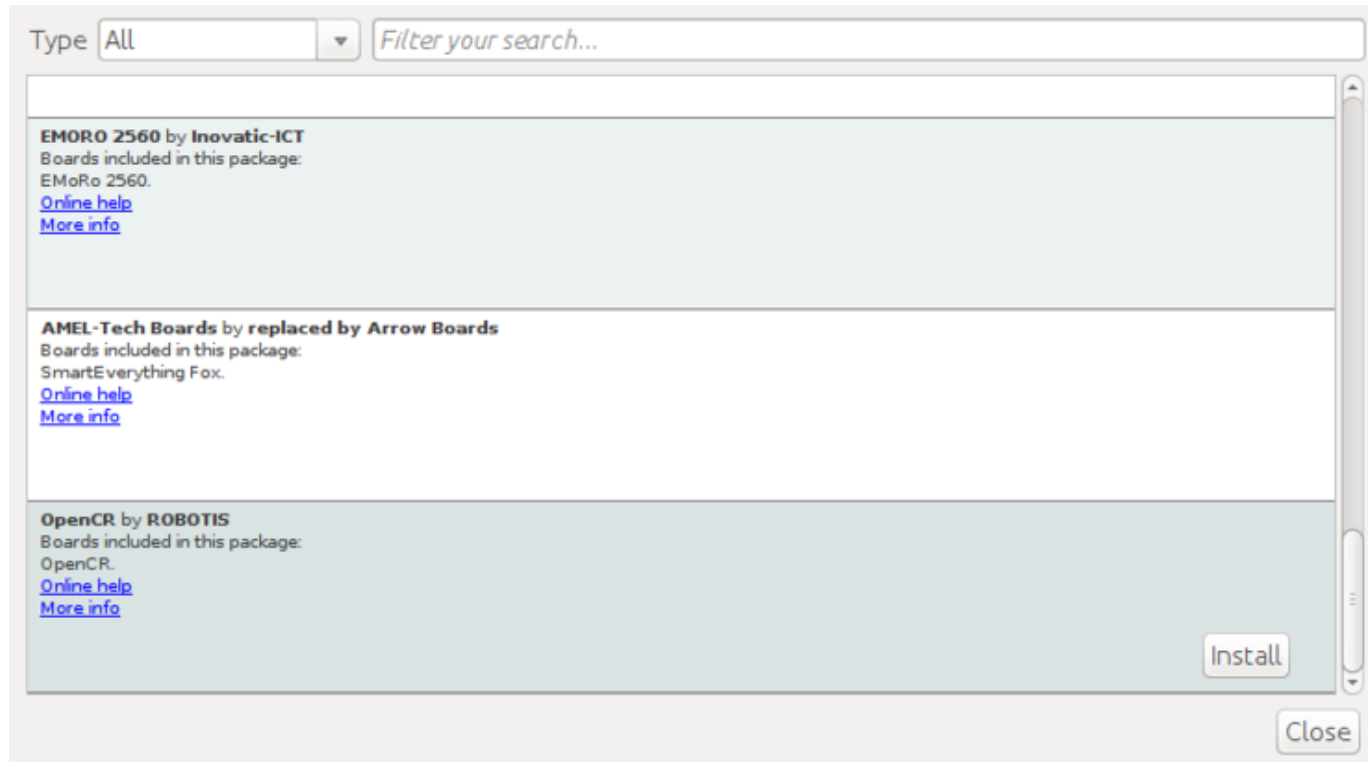 Type All Filter your search...
EMORO 2560 by Inovatic-ICT
Boards included in this package:
EMoRo 2560.
Online help
More info
AMEL-Tech Boards by replaced by Arrow Boards
Boards included in this package:
SmartEverything Fox.
Online help
More info
OpenCR by ROBOTIS
Boards included in this package:
OpenCR.
Online help
More info
Install
Close